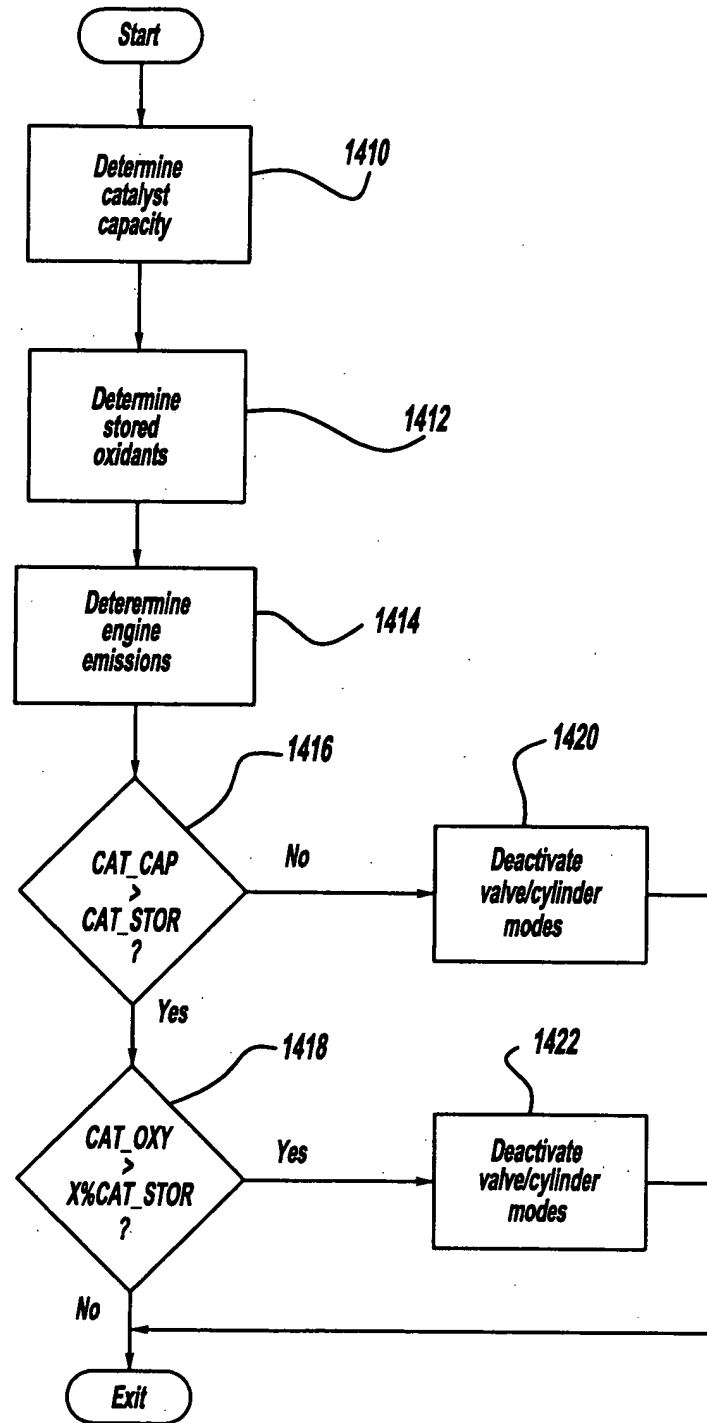 Start
Determine
catalyst
capacity
1410
Determine
stored
oxidants
1412
Deterermine
engine
emissions
1414
1416
CAT_CAP
>
CAT_STOR
?
No
1420
Deactivate
valve/cylinder
modes
Yes
1418
CAT_OXY
>
X%CAT_STOR
?
Yes
1422
Deactivate
valve/cylinder
modes
No
Exit